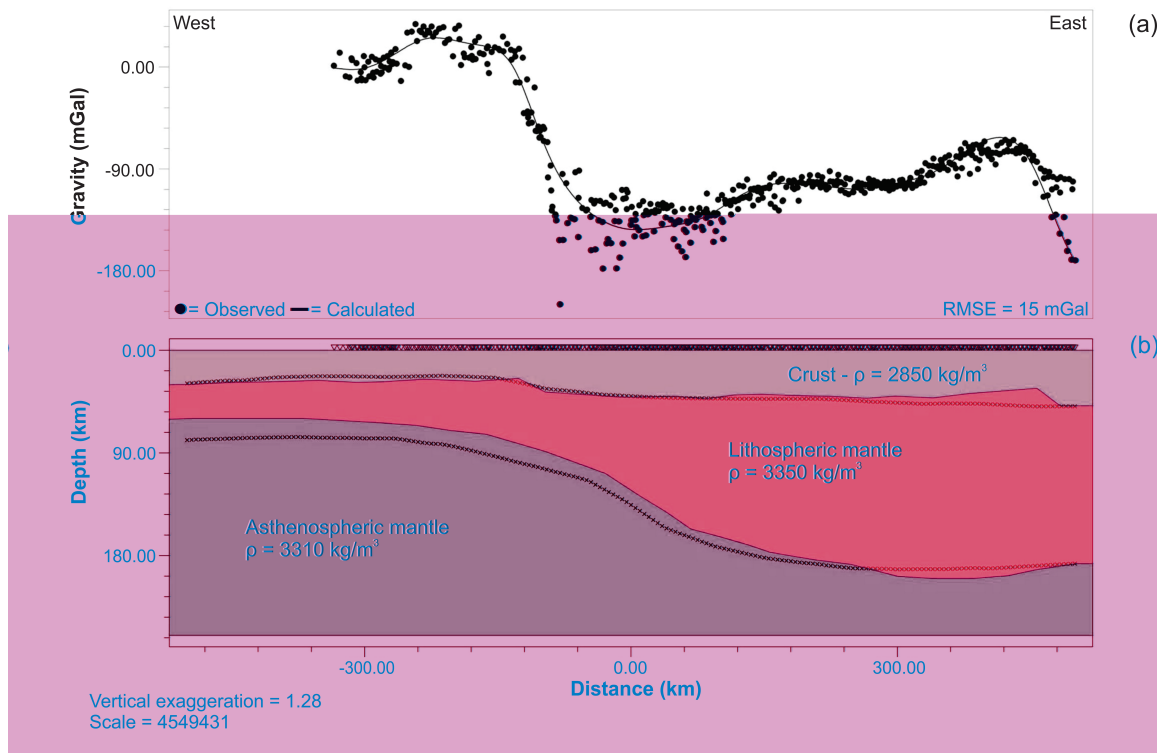 West
East
(a)
0.00
-90.00
-180.00
Gravity (mGal)
= Observed
= Calculated
RMSE = 15 mGal
(b)
0.00
90.00
180.00
Depth (km)
Crust - ρ = 2850 kg/m³
Lithospheric mantle
ρ = 3350 kg/m³
Asthenospheric mantle
ρ = 3310 kg/m³
-300.00
0.00
300.00
Distance (km)
Vertical exaggeration = 1.28
Scale = 4549431